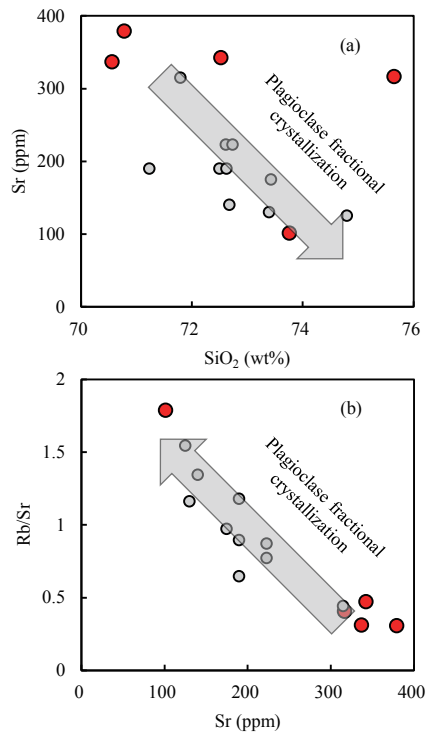 400
300
200
100
0
Sr (ppm)
(a)
Plagioclase fractional
crystallization
70
72
74
76
SiO₂ (wt%)
2
1.5
1
0.5
0
Rb/Sr
(b)
Plagioclase fractional
crystallization
0
100
200
300
400
Sr (ppm)